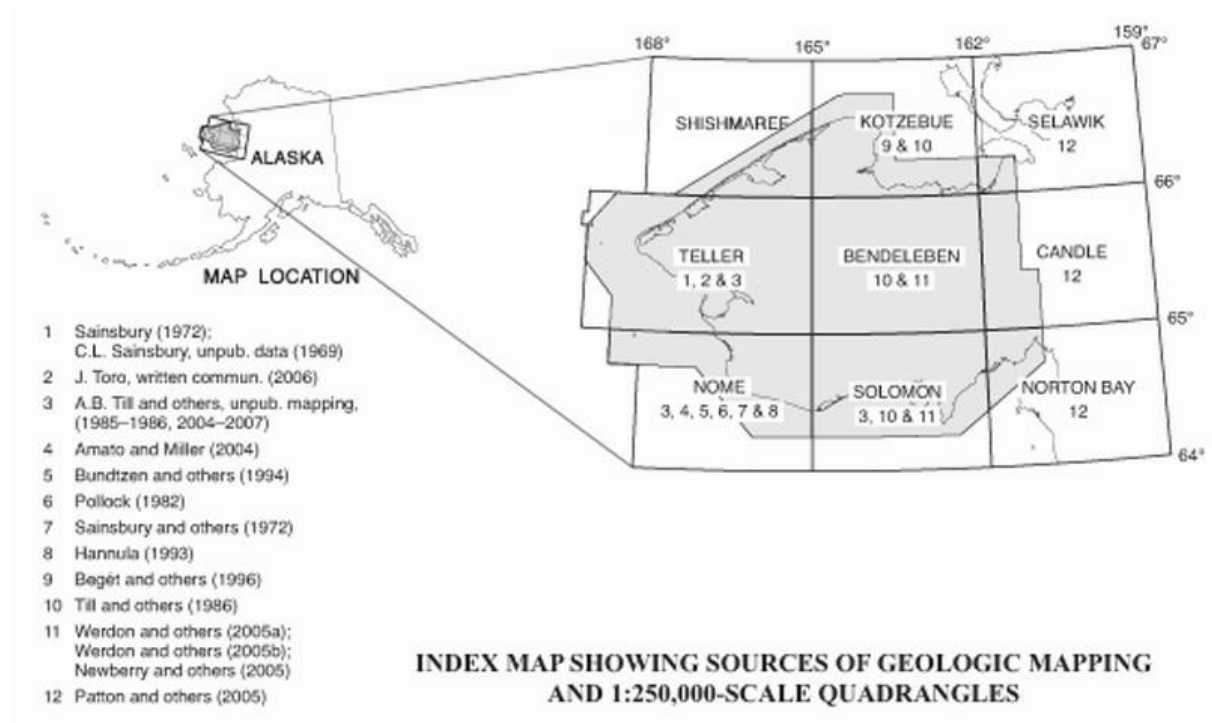 168°
165°
162°
159°
67°
SHISHMAREF
KOTZEBUE
9 & 10
SELAWIK
12
ALASKA
66°
MAP LOCATION
TELLER
1, 2 & 3
BENDELEBEN
10 & 11
CANDLE
12
65°
NOME
3, 4, 5, 6, 7 & 8
SOLOMON
3, 10 & 11
NORTON BAY
12
64°
1 Sainsbury (1972);
C.L. Sainsbury, unpub. data (1969)
2 J. Toro, written commun. (2006)
3 A.B. Till and others, unpub. mapping,
(1985–1986, 2004–2007)
4 Amato and Miller (2004)
5 Bundtzen and others (1994)
6 Pollock (1982)
7 Sainsbury and others (1972)
8 Hannula (1993)
9 Begét and others (1996)
10 Till and others (1986)
11 Werdon and others (2005a);
Werdon and others (2005b);
Newberry and others (2005)
12 Patton and others (2005)
INDEX MAP SHOWING SOURCES OF GEOLOGIC MAPPING
AND 1:250,000-SCALE QUADRANGLES